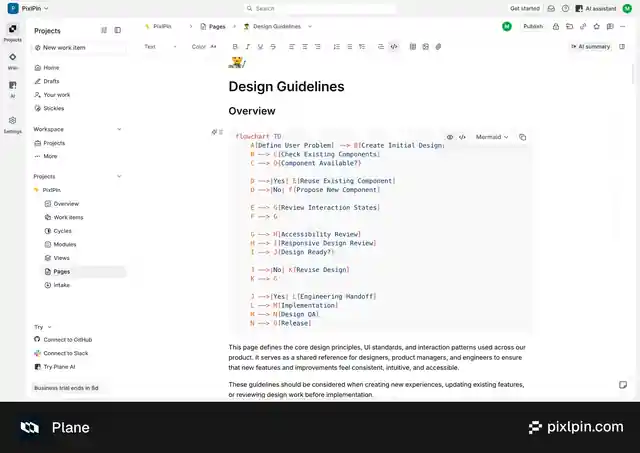 PixlPin
Search
Get started
AI assistant
M
Projects
Wiki
AI
Settings
Projects
New work item
Home
Drafts
Your work
Stickies
Workspace
Projects
More
Projects
PixlPin
Overview
Work items
Cycles
Modules
Views
Pages
Intake
Try
Connect to GitHub
Connect to Slack
Try Plane AI
Business trial ends in 8d
PixlPin > Pages > Design Guidelines
M Publish
Text Color Aa B I U S AI summary
Design Guidelines
Overview
Mermaid
flowchart TD
A[Define User Problem] --> B[Create Initial Design]
B --> C[Check Existing Components]
C --> D{Component Available?}
D -->|Yes| E[Reuse Existing Component]
D -->|No| F[Propose New Component]
E --> G[Review Interaction States]
F --> G
G --> H[Accessibility Review]
H --> I[Responsive Design Review]
I --> J{Design Ready?}
J -->|No| K[Revise Design]
K --> G
J -->|Yes| L[Engineering Handoff]
L --> M[Implementation]
M --> N[Design QA]
N --> O[Release]
This page defines the core design principles, UI standards, and interaction patterns used across our
product. It serves as a shared reference for designers, product managers, and engineers to ensure
that new features and improvements feel consistent, intuitive, and accessible.
These guidelines should be considered when creating new experiences, updating existing features,
or reviewing design work before implementation.
Plane
pixlpin.com